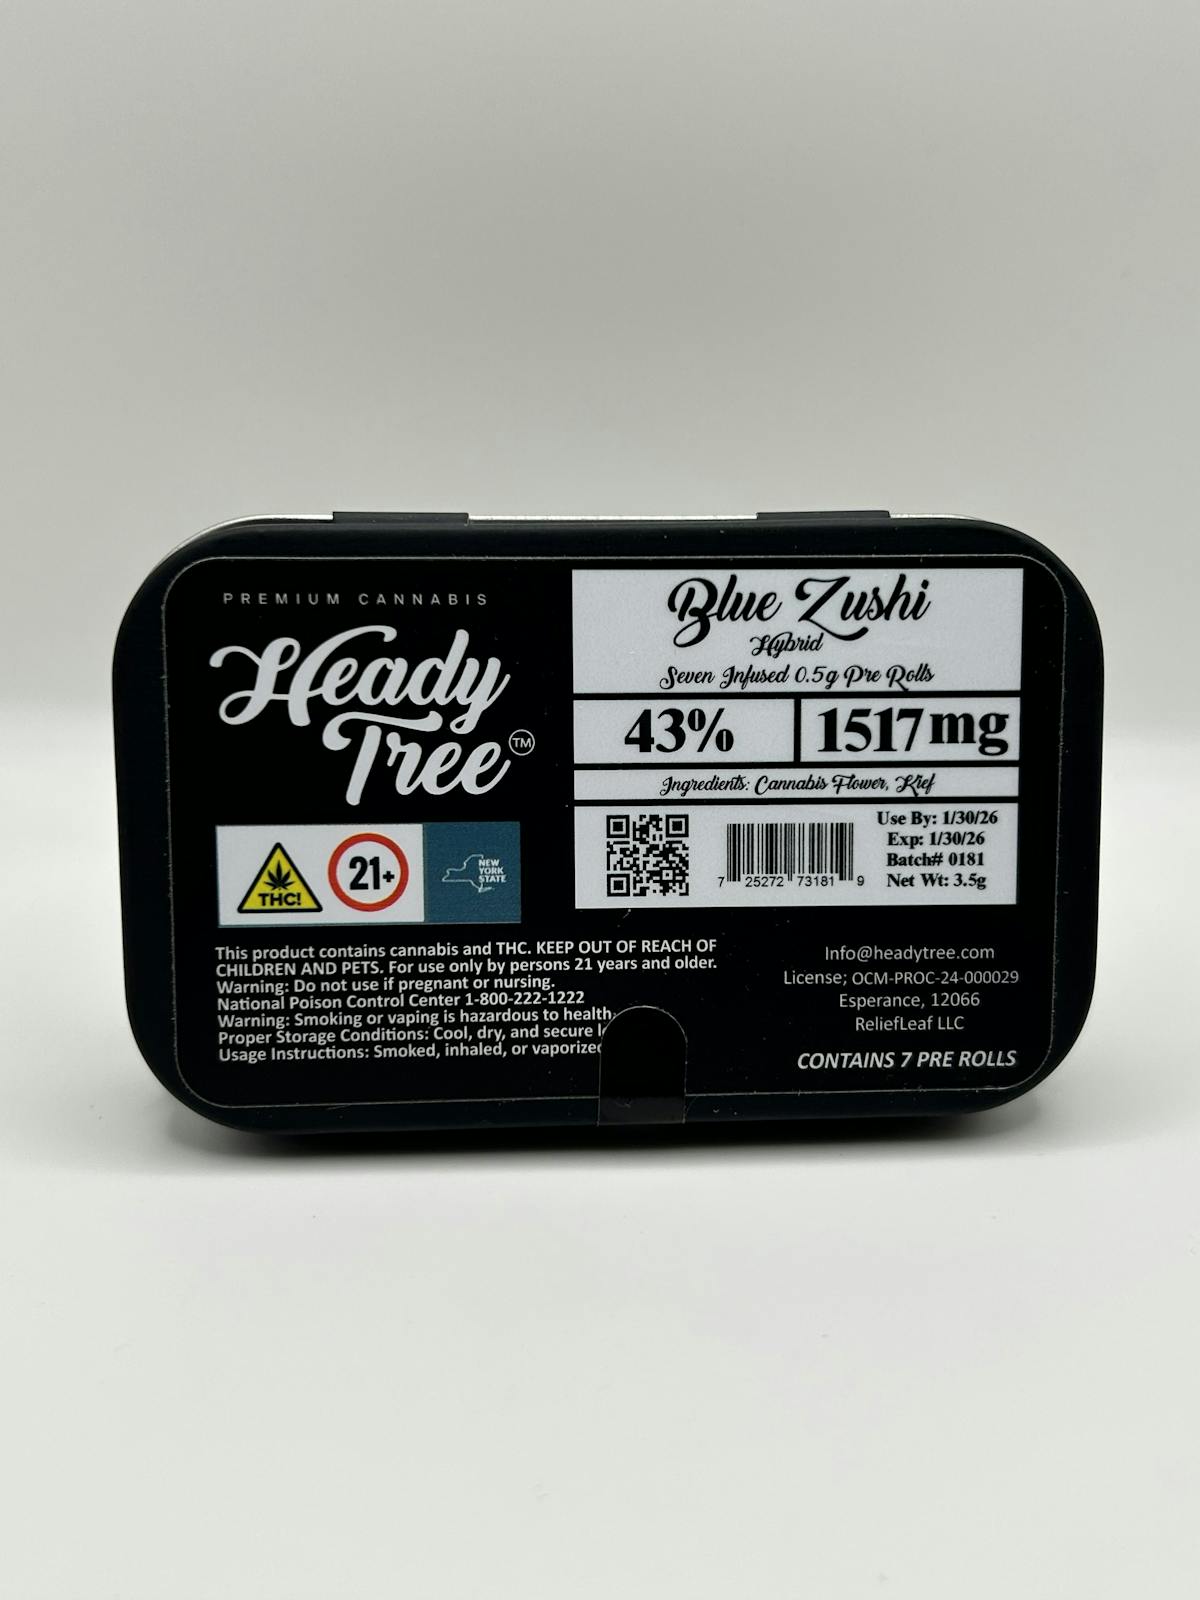 PREMIUM CANNABIS
Heady
Tree TM
THC!
21+
NEW
YORK
STATE
Blue Zushi
Hybrid
Seven Infused 0.5g Pre Rolls
43%
1517mg
Ingredients: Cannabis Flower, Kief
7 25272 73181 9
Use By: 1/30/26
Exp: 1/30/26
Batch# 0181
Net Wt: 3.5g
This product contains cannabis and THC. KEEP OUT OF REACH OF
CHILDREN AND PETS. For use only by persons 21 years and older.
Warning: Do not use if pregnant or nursing.
National Poison Control Center 1-800-222-1222
Warning: Smoking or vaping is hazardous to health.
Proper Storage Conditions: Cool, dry, and secure
Usage Instructions: Smoked, inhaled, or vaporized
Info@headytree.com
License; OCM-PROC-24-000029
Esperance, 12066
ReliefLeaf LLC
CONTAINS 7 PRE ROLLS